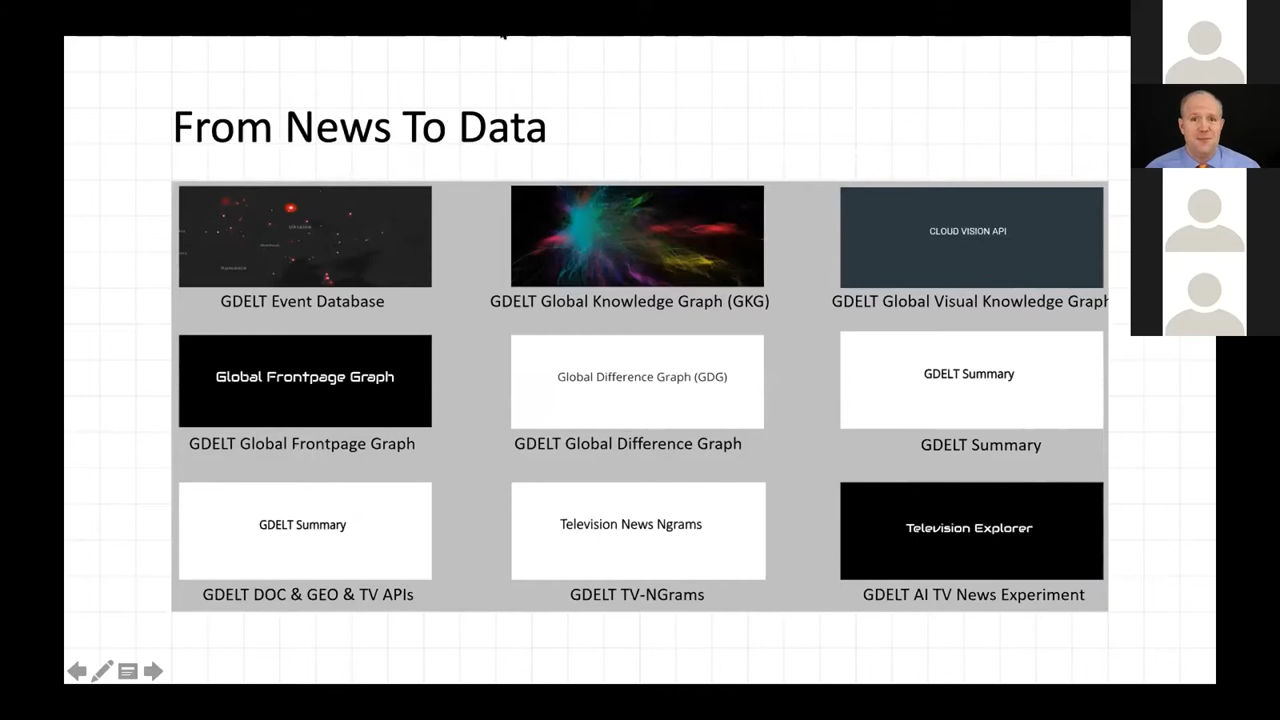 From News To Data
CLOUD VISION API
GDELT Event Database
GDELT Global Knowledge Graph (GKG)
GDELT Global Visual Knowledge Graph
Global Frontpage Graph
Global Difference Graph (GDG)
GDELT Summary
GDELT Global Frontpage Graph
GDELT Global Difference Graph
GDELT Summary
GDELT Summary
Television News Ngrams
Television Explorer
GDELT DOC & GEO & TV APIs
GDELT TV-NGrams
GDELT AI TV News Experiment